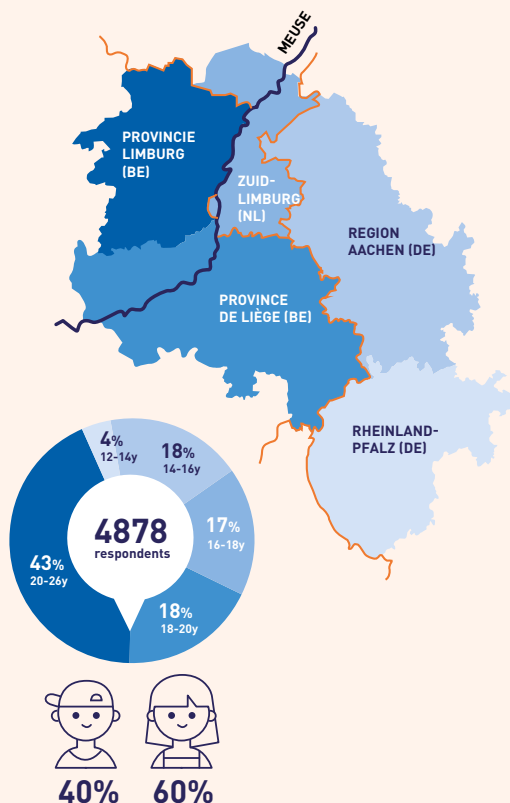 MEUSE
PROVINCIE
LIMBURG
(BE)
ZUID-
LIMBURG
(NL)
REGION
AACHEN (DE)
PROVINCE
DE LIÈGE (BE)
RHEINLAND-
PFALZ (DE)
4%
12-14y
18%
14-16y
17%
16-18y
18%
18-20y
43%
20-26y
4878
respondents
40%
60%